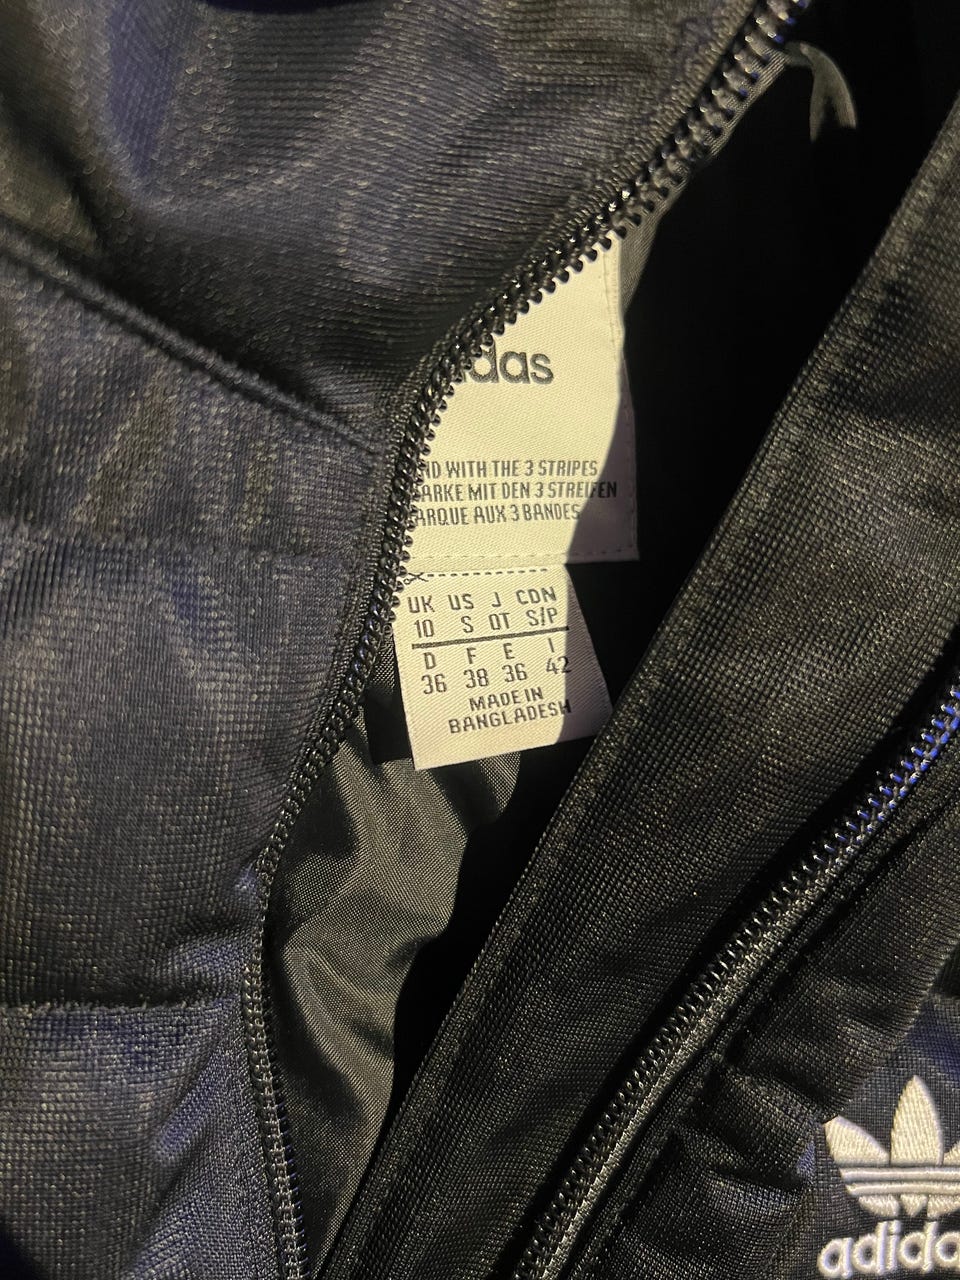 das
ND WITH THE 3 STRIPES
ARKE MIT DEN 3 STREIFEN
ARQUE AUX 3 BANDES
UK US J CDN
10 S OT S/P
D F E I
36 38 36 42
MADE IN
BANGLADESH
adida